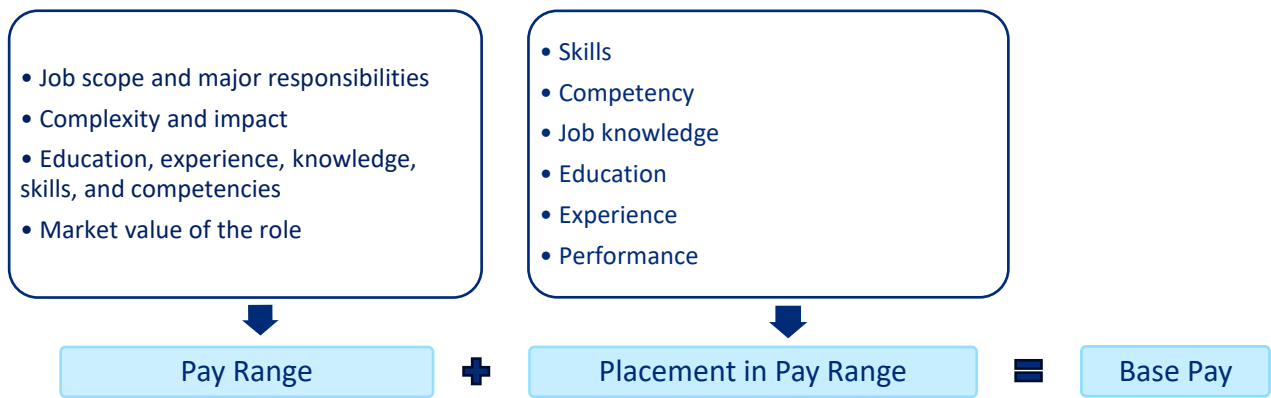 • Job scope and major responsibilities
• Complexity and impact
• Education, experience, knowledge,
skills, and competencies
• Market value of the role
• Skills
• Competency
• Job knowledge
• Education
• Experience
• Performance
Pay Range + Placement in Pay Range = Base Pay